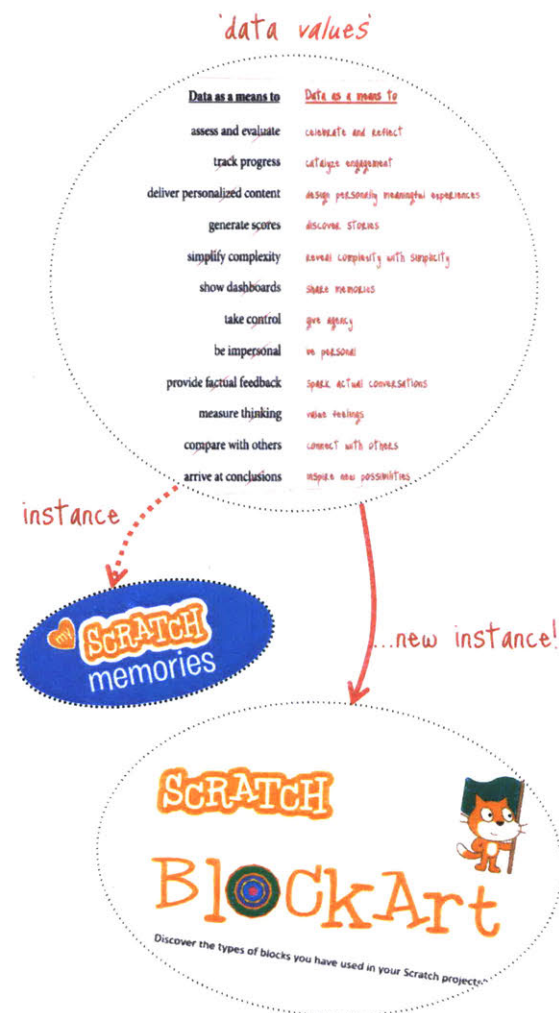 'data values'
Data as a means to Data as a means to
assess and evaluate celebrate and reflect
track progress catalyze engagement
deliver personalized content design personally meaningful experiences
generate scores discover stories
simplify complexity reveal complexity with simplicity
show dashboards share memories
take control give agency
be impersonal be personal
provide factual feedback spark actual conversations
measure thinking value feelings
compare with others connect with others
arrive at conclusions inspire new possibilities
instance
my SCRATCH
memories
...new instance!
SCRATCH
BlockArt
Discover the types of blocks you have used in your Scratch projects